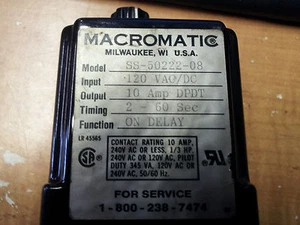 MACROMATIC
MILWAUKEE, WI U.S.A.
Model SS-50222-08
Input 120 VAC/DC
Output 10 Amp DPDT
Timing 2 - 60 Sec
Function ON DELAY
LR 45565
CONTACT RATING 10 AMP,
240V AC OR LESS, 1/3 HP,
240V AC OR 120V AC, PILOT
DUTY 345 VA, 120V AC OR
240V AC, 50/60 Hz.
FOR SERVICE
1-800-238-7474